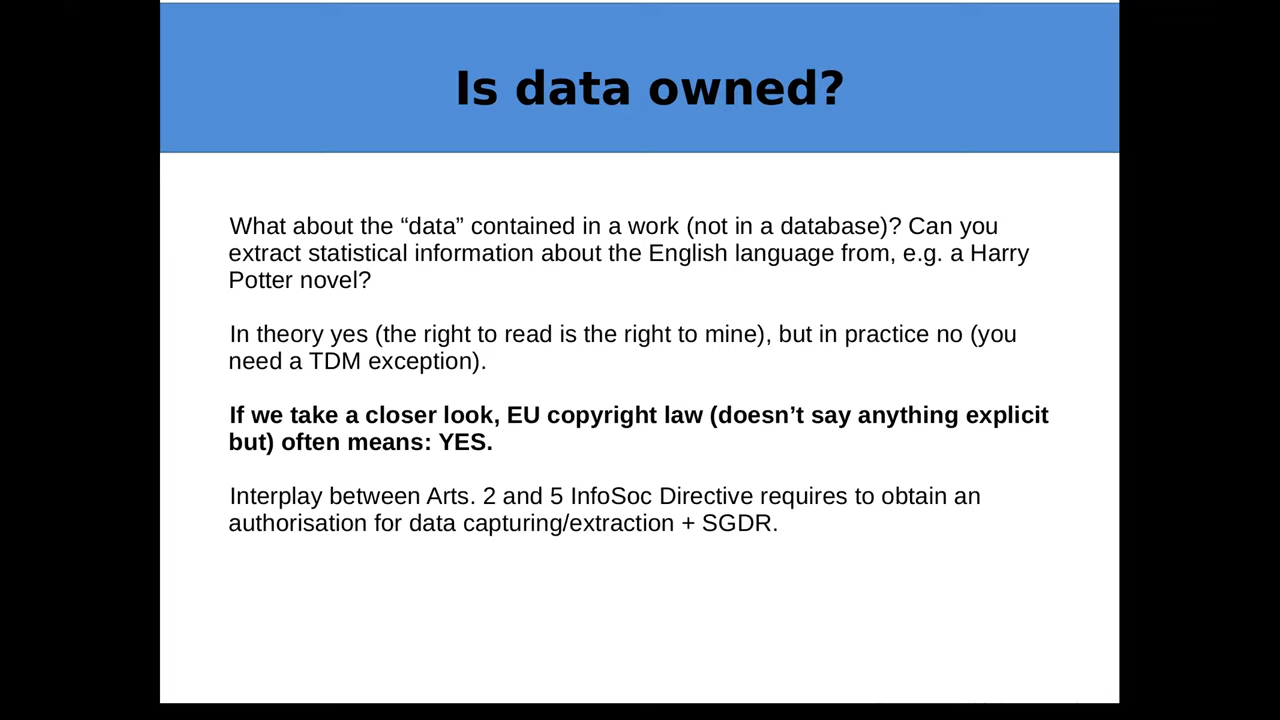 Is data owned?
What about the “data” contained in a work (not in a database)? Can you
extract statistical information about the English language from, e.g. a Harry
Potter novel?
In theory yes (the right to read is the right to mine), but in practice no (you
need a TDM exception).
If we take a closer look, EU copyright law (doesn’t say anything explicit
but) often means: YES.
Interplay between Arts. 2 and 5 InfoSoc Directive requires to obtain an
authorisation for data capturing/extraction + SGDR.